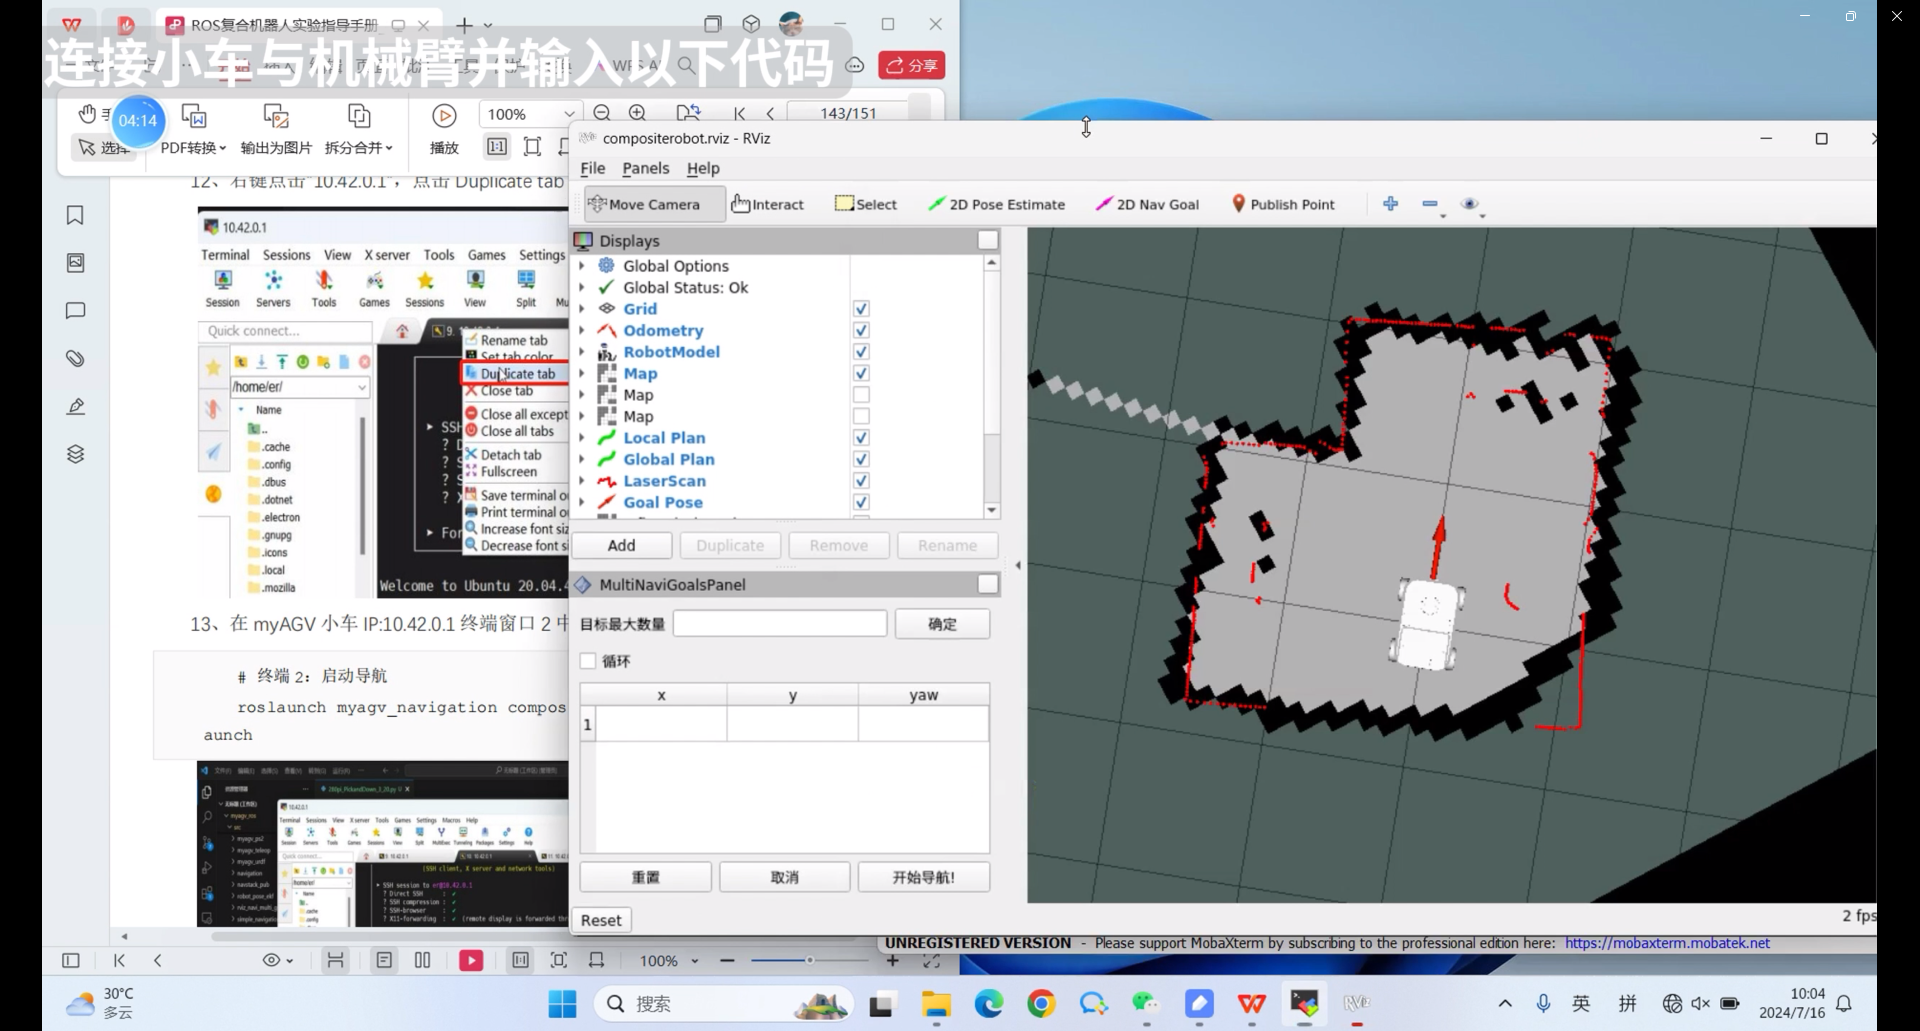 ROS复合机器人实验指导手册
连接小车与机械臂并输入以下代码
分享
04:14
100%
143/151
选择
PDF转换
输出为图片
拆分合并
播放
12、右键点击“10.42.0.1”，点击 Duplicate tab
10.42.0.1
Terminal Sessions View X server Tools Games Settings
Session Servers Tools Games Sessions View Split
Quick connect...
9.
Rename tab
Set tab color
Duplicate tab
Close tab
/home/er/
Name
..
.cache
.config
.dbus
.dotnet
.electron
.gnupg
.icons
.local
.mozilla
Close all except
Close all tabs
Detach tab
Fullscreen
Save terminal o
Print terminal o
Increase font siz
Decrease font si
Welcome to Ubuntu 20.04.4
13、在 myAGV 小车 IP:10.42.0.1 终端窗口 2 中
# 终端 2: 启动导航
roslaunch myagv_navigation compos
aunch
compositerobot.rviz - RViz
File Panels Help
Move Camera Interact Select 2D Pose Estimate 2D Nav Goal Publish Point
Displays
Global Options
Global Status: Ok
Grid
Odometry
RobotModel
Map
Map
Map
Local Plan
Global Plan
LaserScan
Goal Pose
Add Duplicate Remove Rename
MultiNaviGoalsPanel
目标最大数量 确定
循环
x y yaw
1
重置 取消 开始导航!
Reset
2 fps
UNREGISTERED VERSION - Please support MobaXterm by subscribing to the professional edition here: https://mobaxterm.mobatek.net
100%
30°C
多云
搜索
英 拼
10:04
2024/7/16